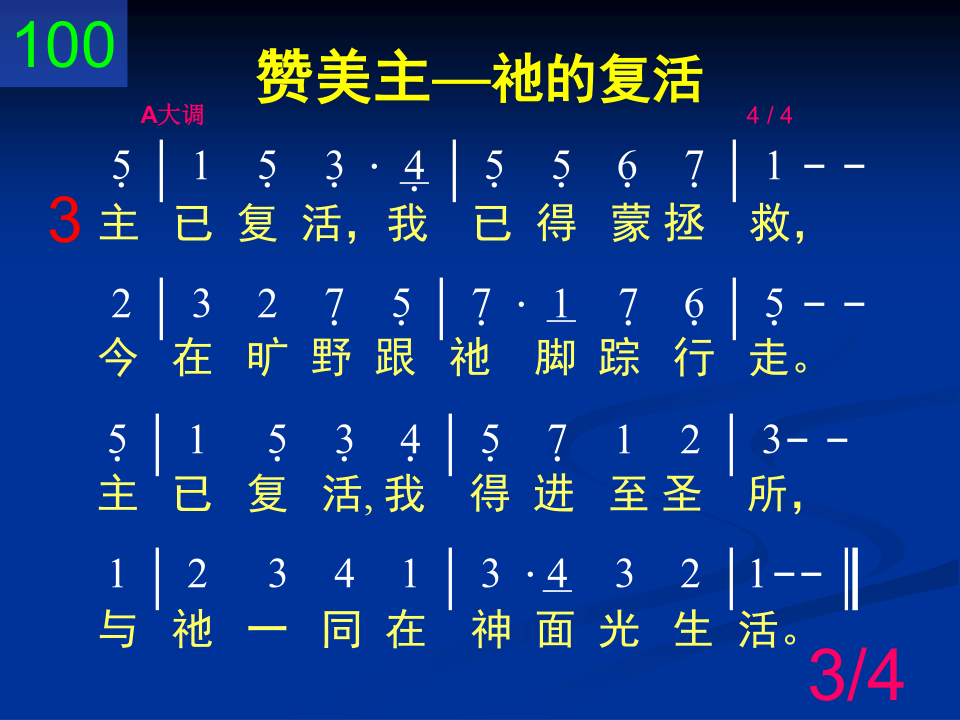 100
赞美主—祂的复活
A大调 4 / 4
5̣ | 1 5̣ 3̣ · 4̣ | 5̣ 5̣ 6̣ 7̣ | 1 – –
3 主 已 复 活，我 已 得 蒙 拯 救，
2 | 3 2 7̣ 5̣ | 7̣ · 1 7̣ 6̣ | 5̣ – –
今 在 旷 野 跟 祂 脚 踪 行 走。
5̣ | 1 5̣ 3̣ 4̣ | 5̣ 7̣ 1 2 | 3 – –
主 已 复 活, 我 得 进 至 圣 所，
1 | 2 3 4 1 | 3 · 4 3 2 | 1 – – ‖
与 祂 一 同 在 神 面 光 生 活。
3/4